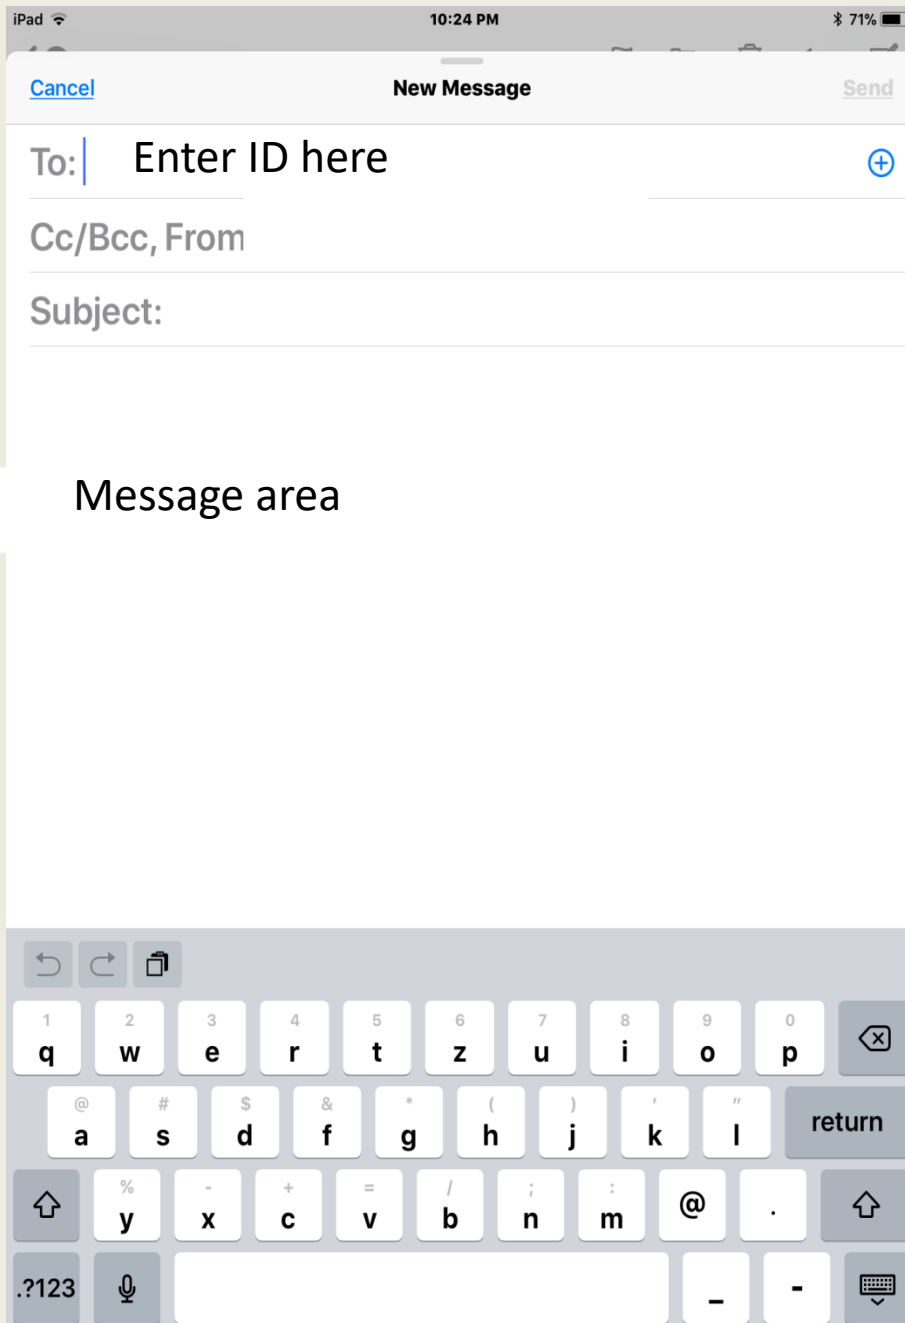 iPad 10:24 PM 71%
Cancel New Message Send
To: Enter ID here
Cc/Bcc, From
Subject:
Message area
1 2 3 4 5 6 7 8 9 0
q w e r t z u i o p
@ # $ & * ( ) ' "
a s d f g h j k l return
% - + = / ; :
y x c v b n m @ .
.?123 _ -